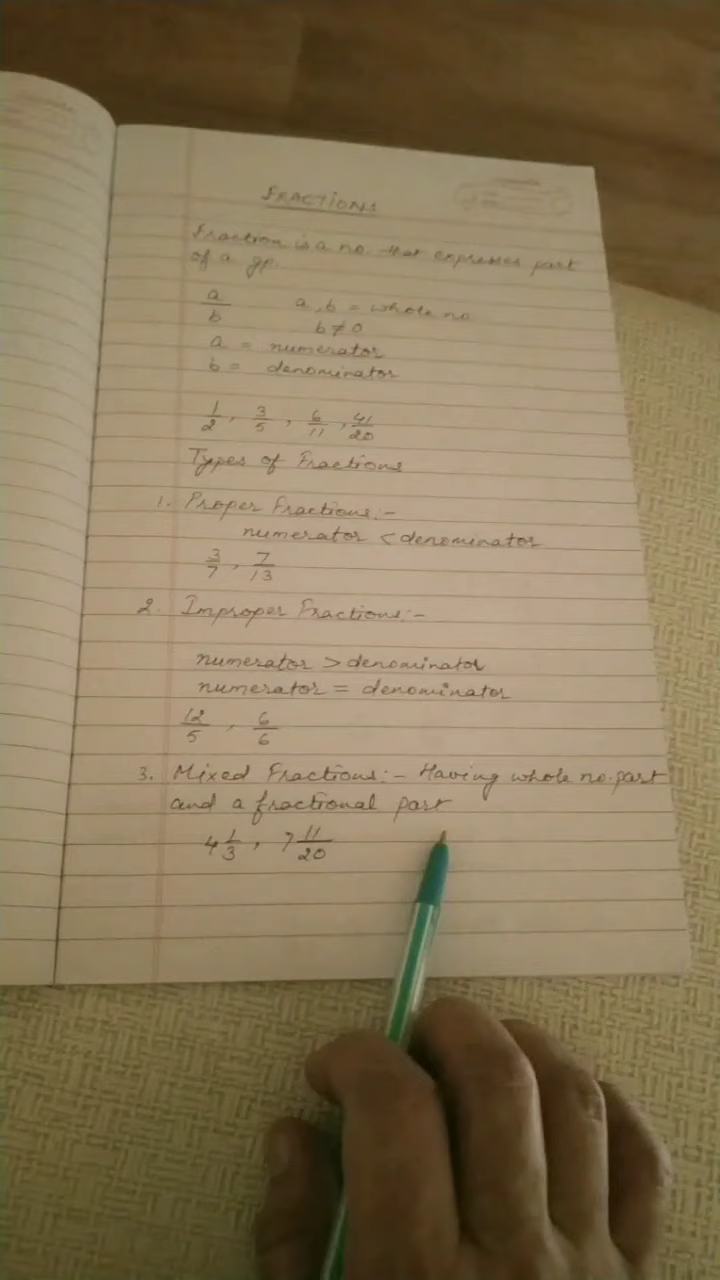 FRACTIONS
Fraction is a no. that expresses part
of a gp.
a/b a, b = whole no
b ≠ 0
a = numerator
b = denominator
1/2, 3/5, 6/11, 41/20
Types of Fractions
1. Proper Fractions:-
numerator < denominator
3/7, 7/13
2. Improper Fractions:-
numerator > denominator
numerator = denominator
12/5, 6/6
3. Mixed Fractions:- Having whole no. part
and a fractional part
4 1/3, 7 11/20